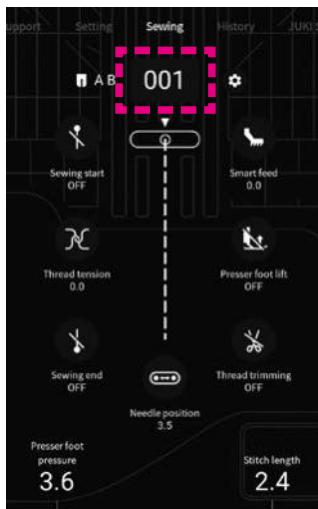 Support Setting Sewing History JUKI
A B 001
Sewing start
OFF
Smart feed
0.0
Thread tension
0.0
Presser foot lift
OFF
Sewing end
OFF
Thread trimming
OFF
Needle position
3.5
Presser foot
pressure
3.6
Stitch length
2.4